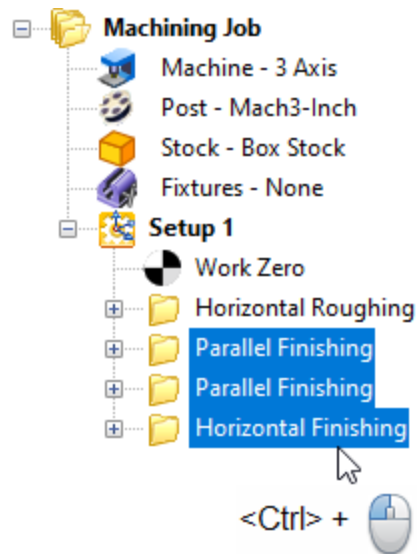 Machining Job
Machine - 3 Axis
Post - Mach3-Inch
Stock - Box Stock
Fixtures - None
Setup 1
Work Zero
Horizontal Roughing
Parallel Finishing
Parallel Finishing
Horizontal Finishing
<Ctrl> +